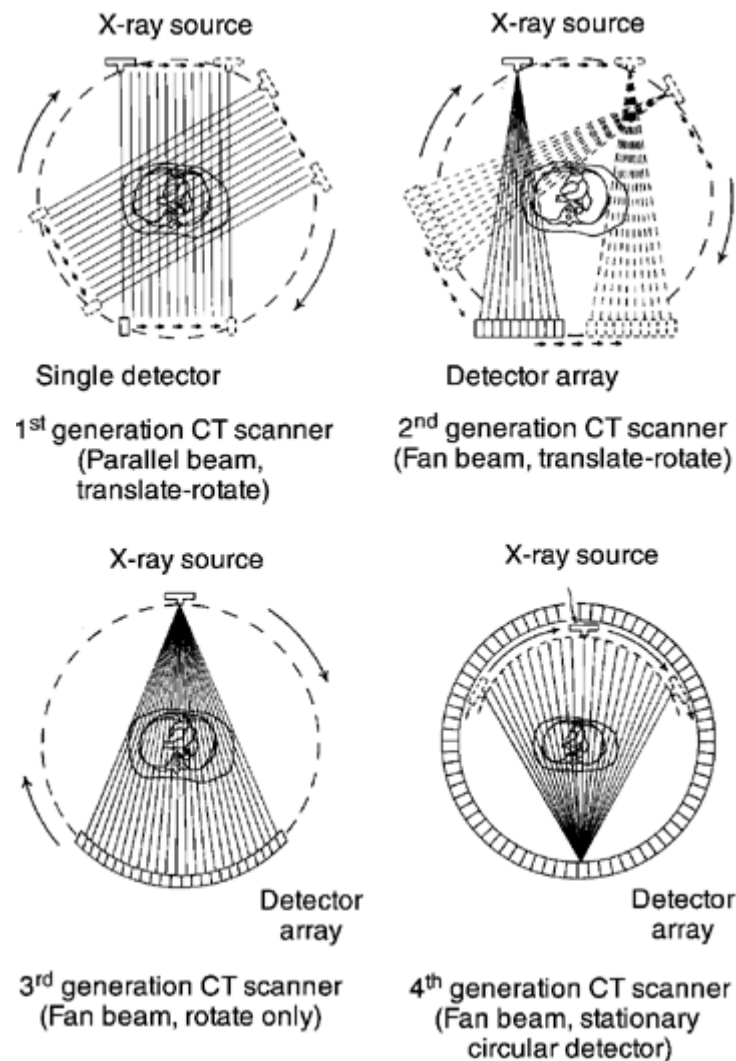 X-ray source
Single detector
1st generation CT scanner
(Parallel beam,
translate-rotate)
X-ray source
Detector array
2nd generation CT scanner
(Fan beam, translate-rotate)
X-ray source
Detector
array
3rd generation CT scanner
(Fan beam, rotate only)
X-ray source
Detector
array
4th generation CT scanner
(Fan beam, stationary
circular detector)